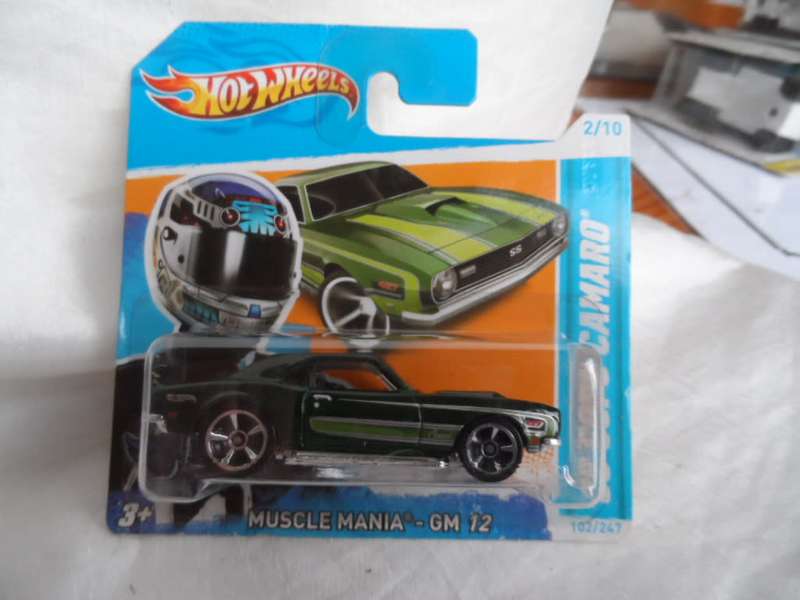 HOT WHEELS
2/10
CAMARO®
SS
3+
MUSCLE MANIA® - GM 12
102/247